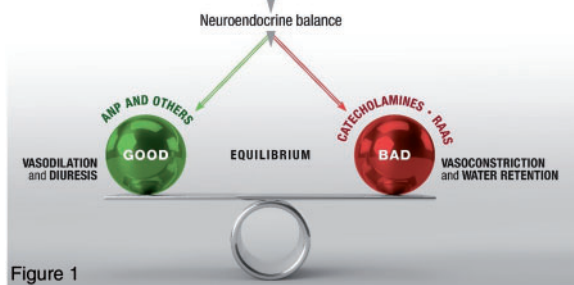 Neuroendocrine balance
ANP AND OTHERS
CATECHOLAMINES • RAAS
GOOD
EQUILIBRIUM
BAD
VASODILATION
and DIURESIS
VASOCONSTRICTION
and WATER RETENTION
Figure 1